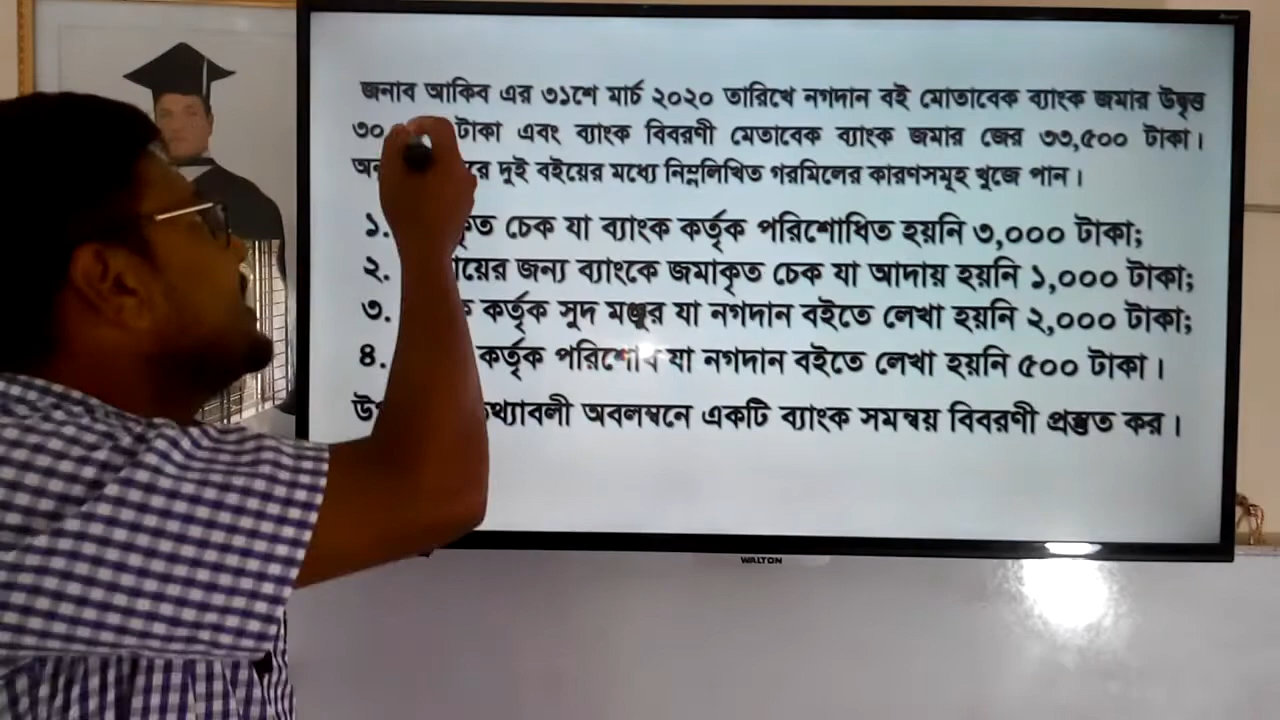 জনাব আকিব এর ৩১শে মার্চ ২০২০ তারিখে নগদান বই মোতাবেক ব্যাংক জমার উদ্বৃত্ত
৩০ টাকা এবং ব্যাংক বিবরণী মেতাবেক ব্যাংক জমার জের ৩৩,৫০০ টাকা।
দুই বইয়ের মধ্যে নিম্নলিখিত গরমিলের কারণসমূহ খুজে পান।
১. চেক যা ব্যাংক কর্তৃক পরিশোধিত হয়নি ৩,০০০ টাকা;
২. জন্য ব্যাংকে জমাকৃত চেক যা আদায় হয়নি ১,০০০ টাকা;
৩. কর্তৃক সুদ মঞ্জুর যা নগদান বইতে লেখা হয়নি ২,০০০ টাকা;
৪. কর্তৃক পরিশোধ যা নগদান বইতে লেখা হয়নি ৫০০ টাকা।
অবলম্বনে একটি ব্যাংক সমন্বয় বিবরণী প্রস্তুত কর।
WALTON